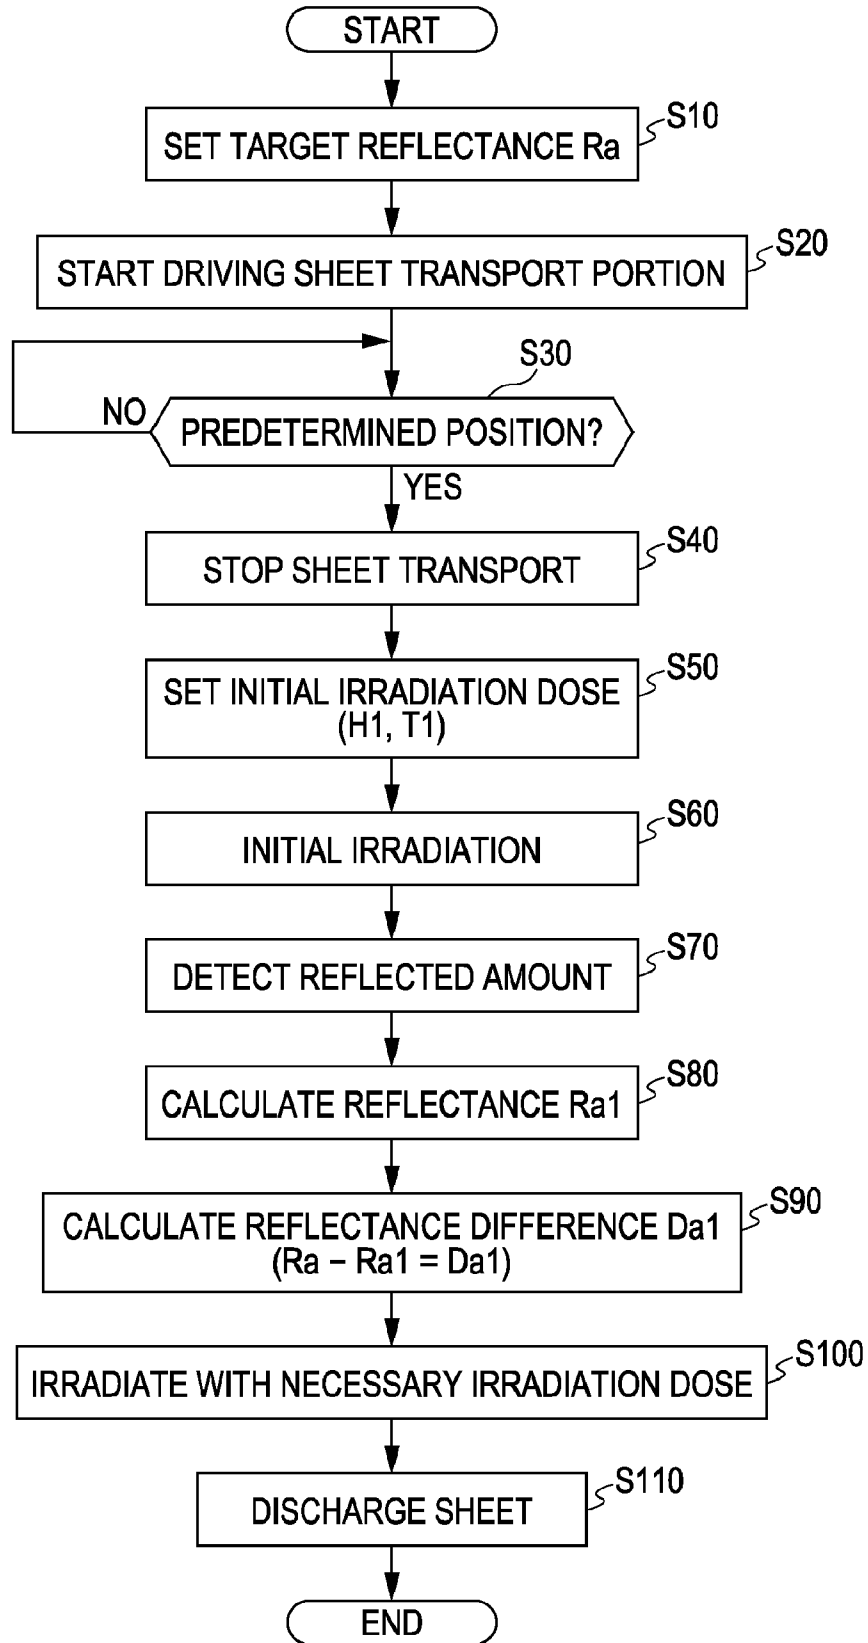 START
SET TARGET REFLECTANCE Ra
S10
START DRIVING SHEET TRANSPORT PORTION
S20
S30
NO
PREDETERMINED POSITION?
YES
STOP SHEET TRANSPORT
S40
SET INITIAL IRRADIATION DOSE
(H1, T1)
S50
INITIAL IRRADIATION
S60
DETECT REFLECTED AMOUNT
S70
CALCULATE REFLECTANCE Ra1
S80
CALCULATE REFLECTANCE DIFFERENCE Da1
(Ra – Ra1 = Da1)
S90
IRRADIATE WITH NECESSARY IRRADIATION DOSE
S100
DISCHARGE SHEET
S110
END